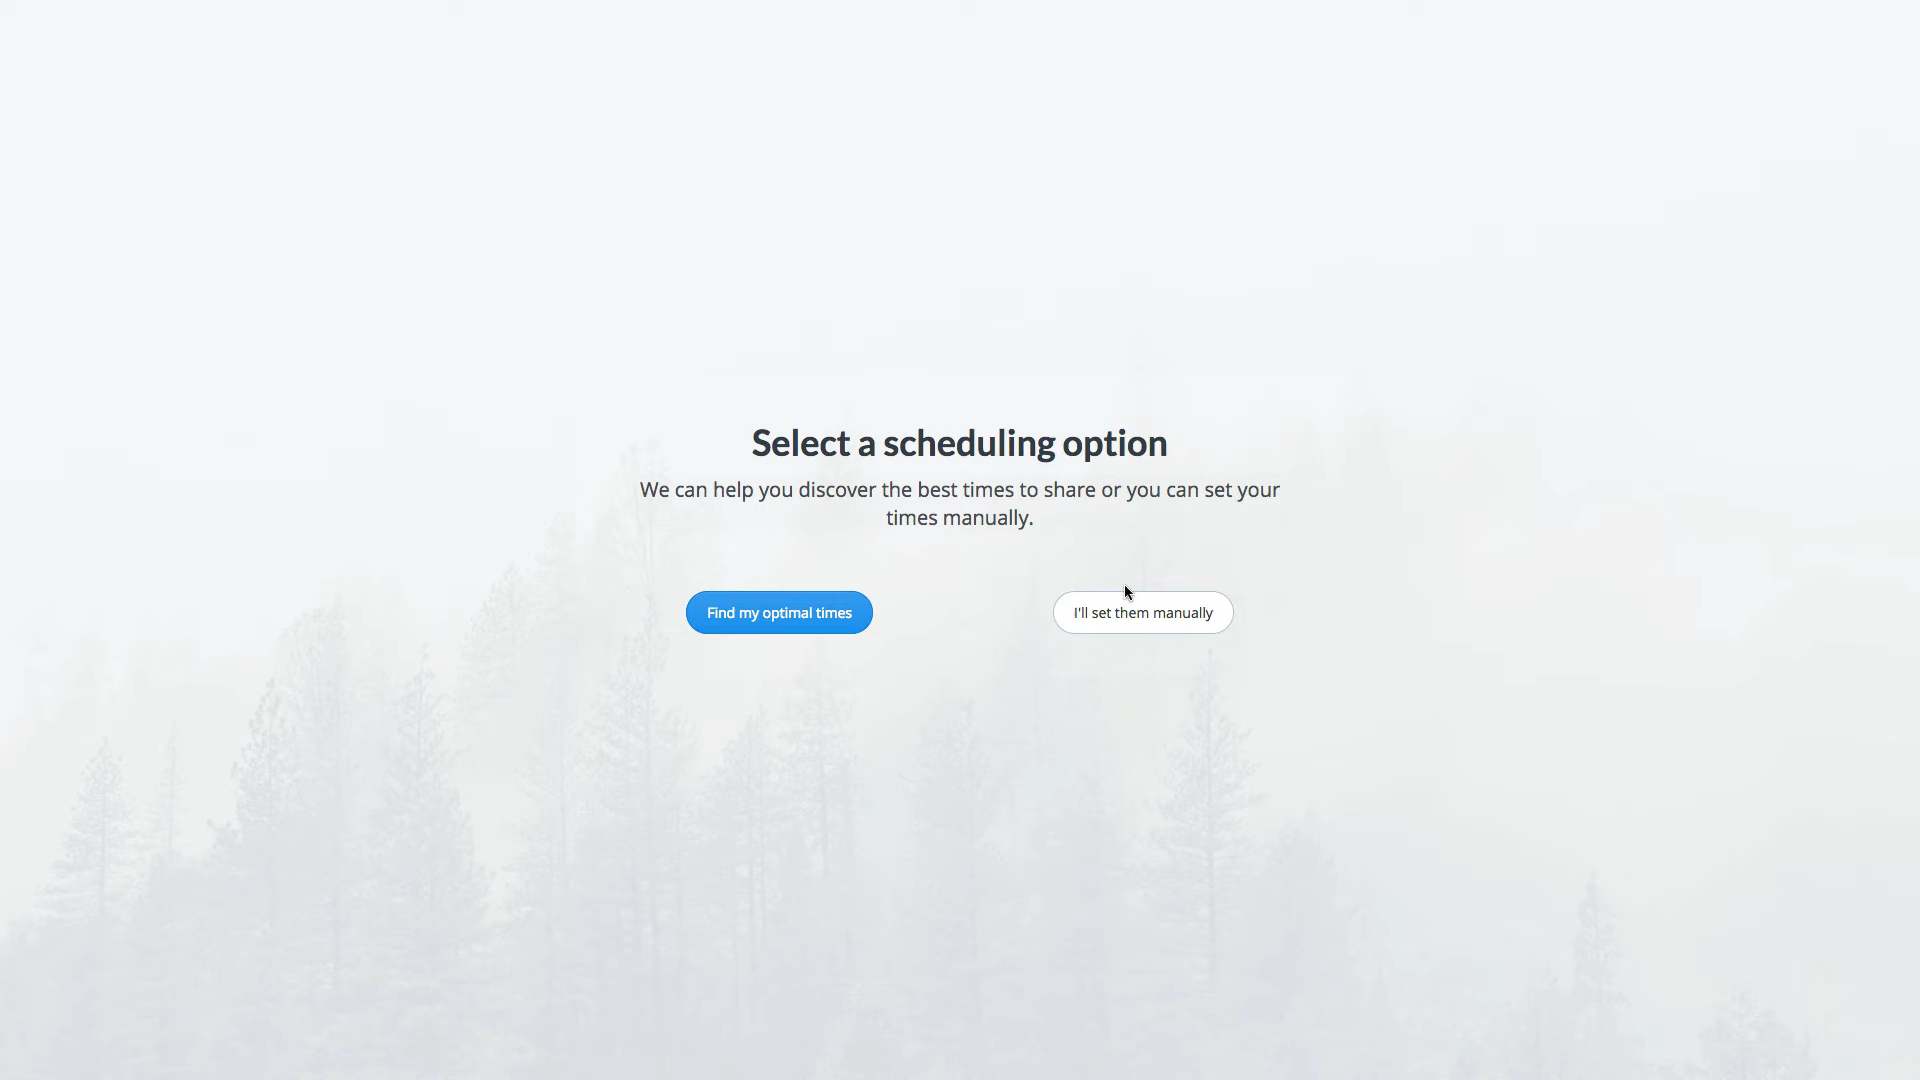 Select a scheduling option
We can help you discover the best times to share or you can set your
times manually.
Find my optimal times
I'll set them manually